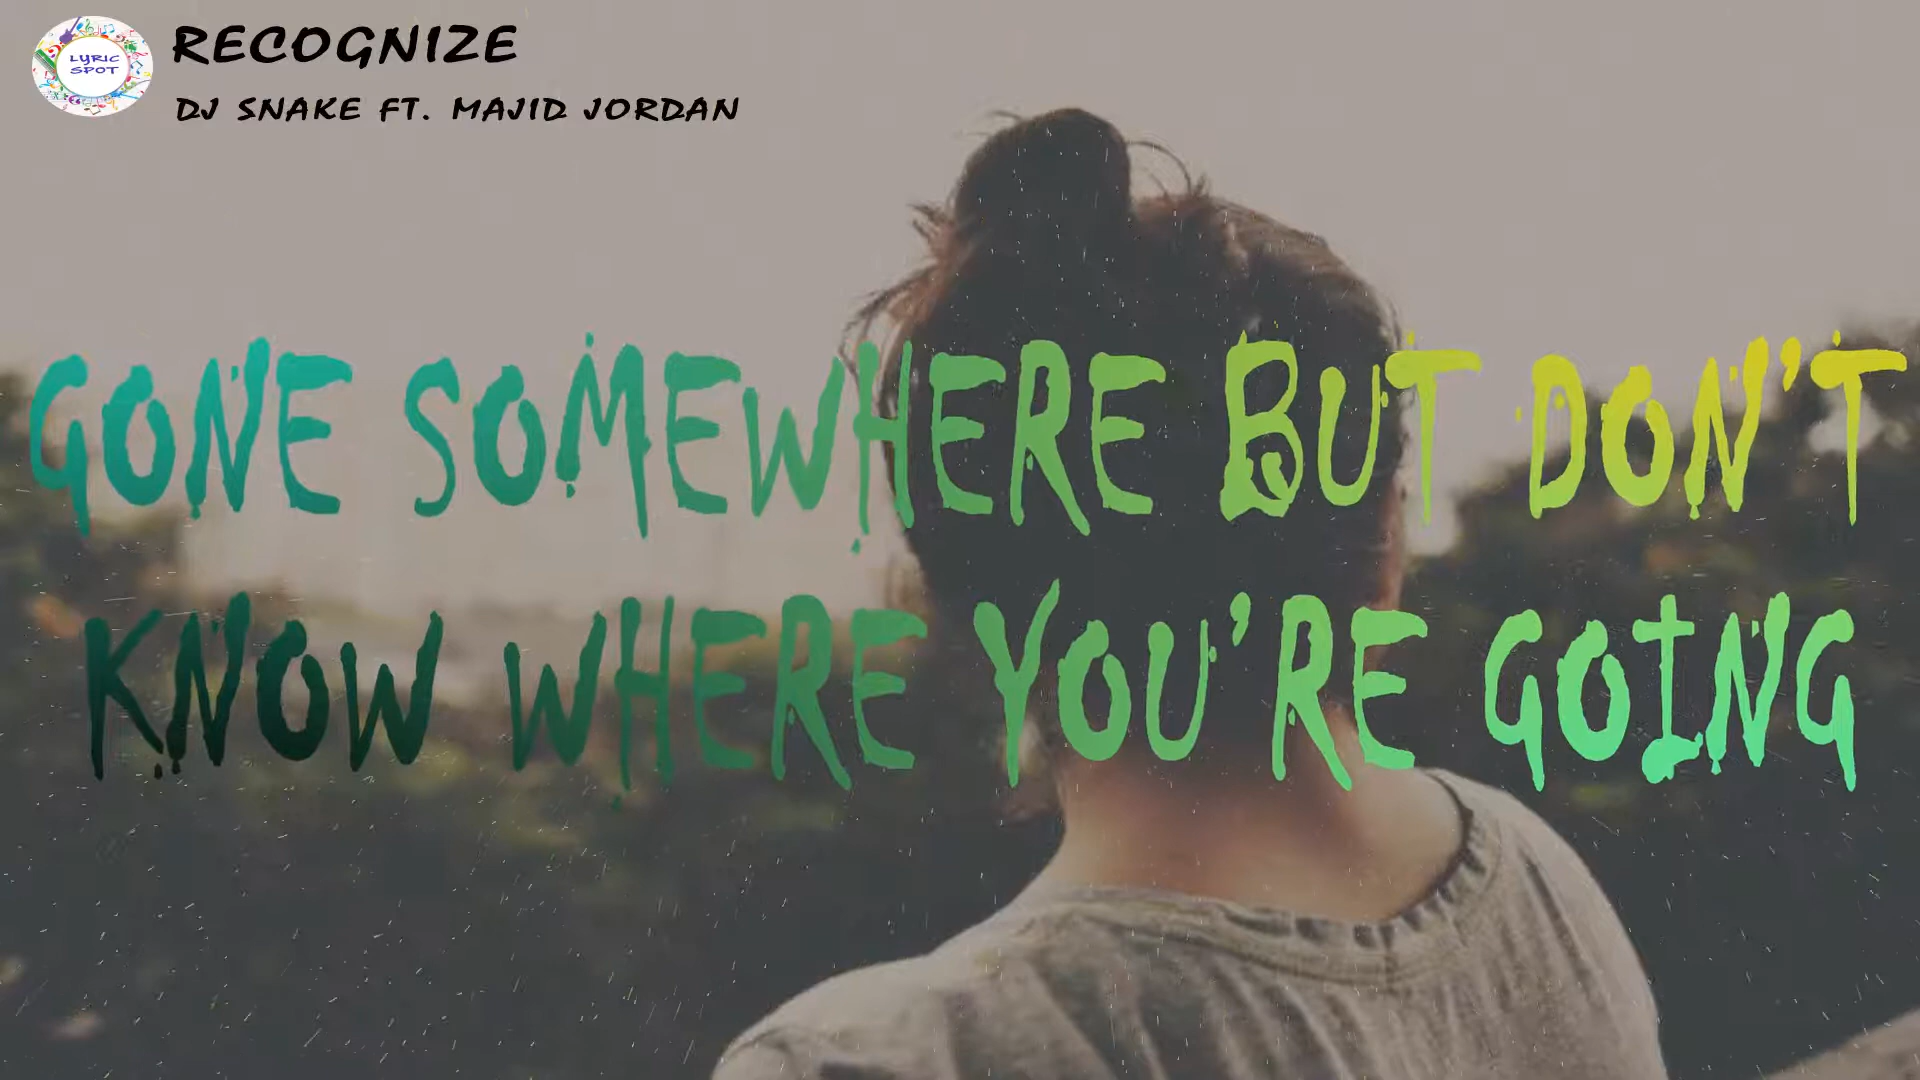 LYRIC
SPOT
RECOGNIZE
DJ SNAKE FT. MAJID JORDAN
GONE SOMEWHERE BUT DON'T
KNOW WHERE YOU'RE GOING